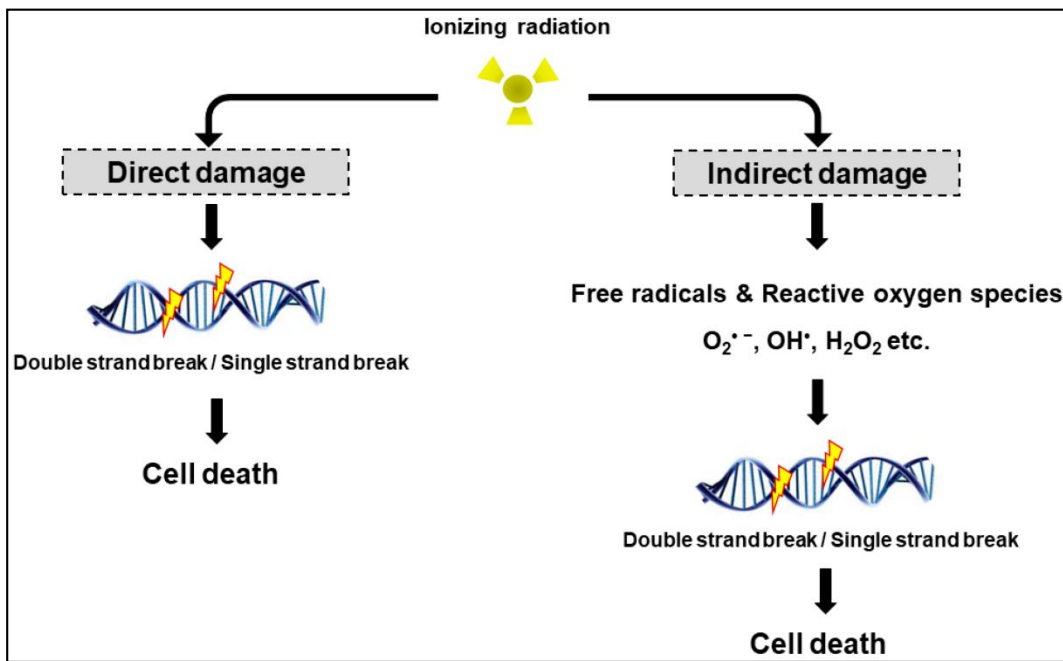 Ionizing radiation
Direct damage
Indirect damage
Free radicals & Reactive oxygen species
O₂•⁻, OH•, H₂O₂ etc.
Double strand break / Single strand break
Cell death
Double strand break / Single strand break
Cell death